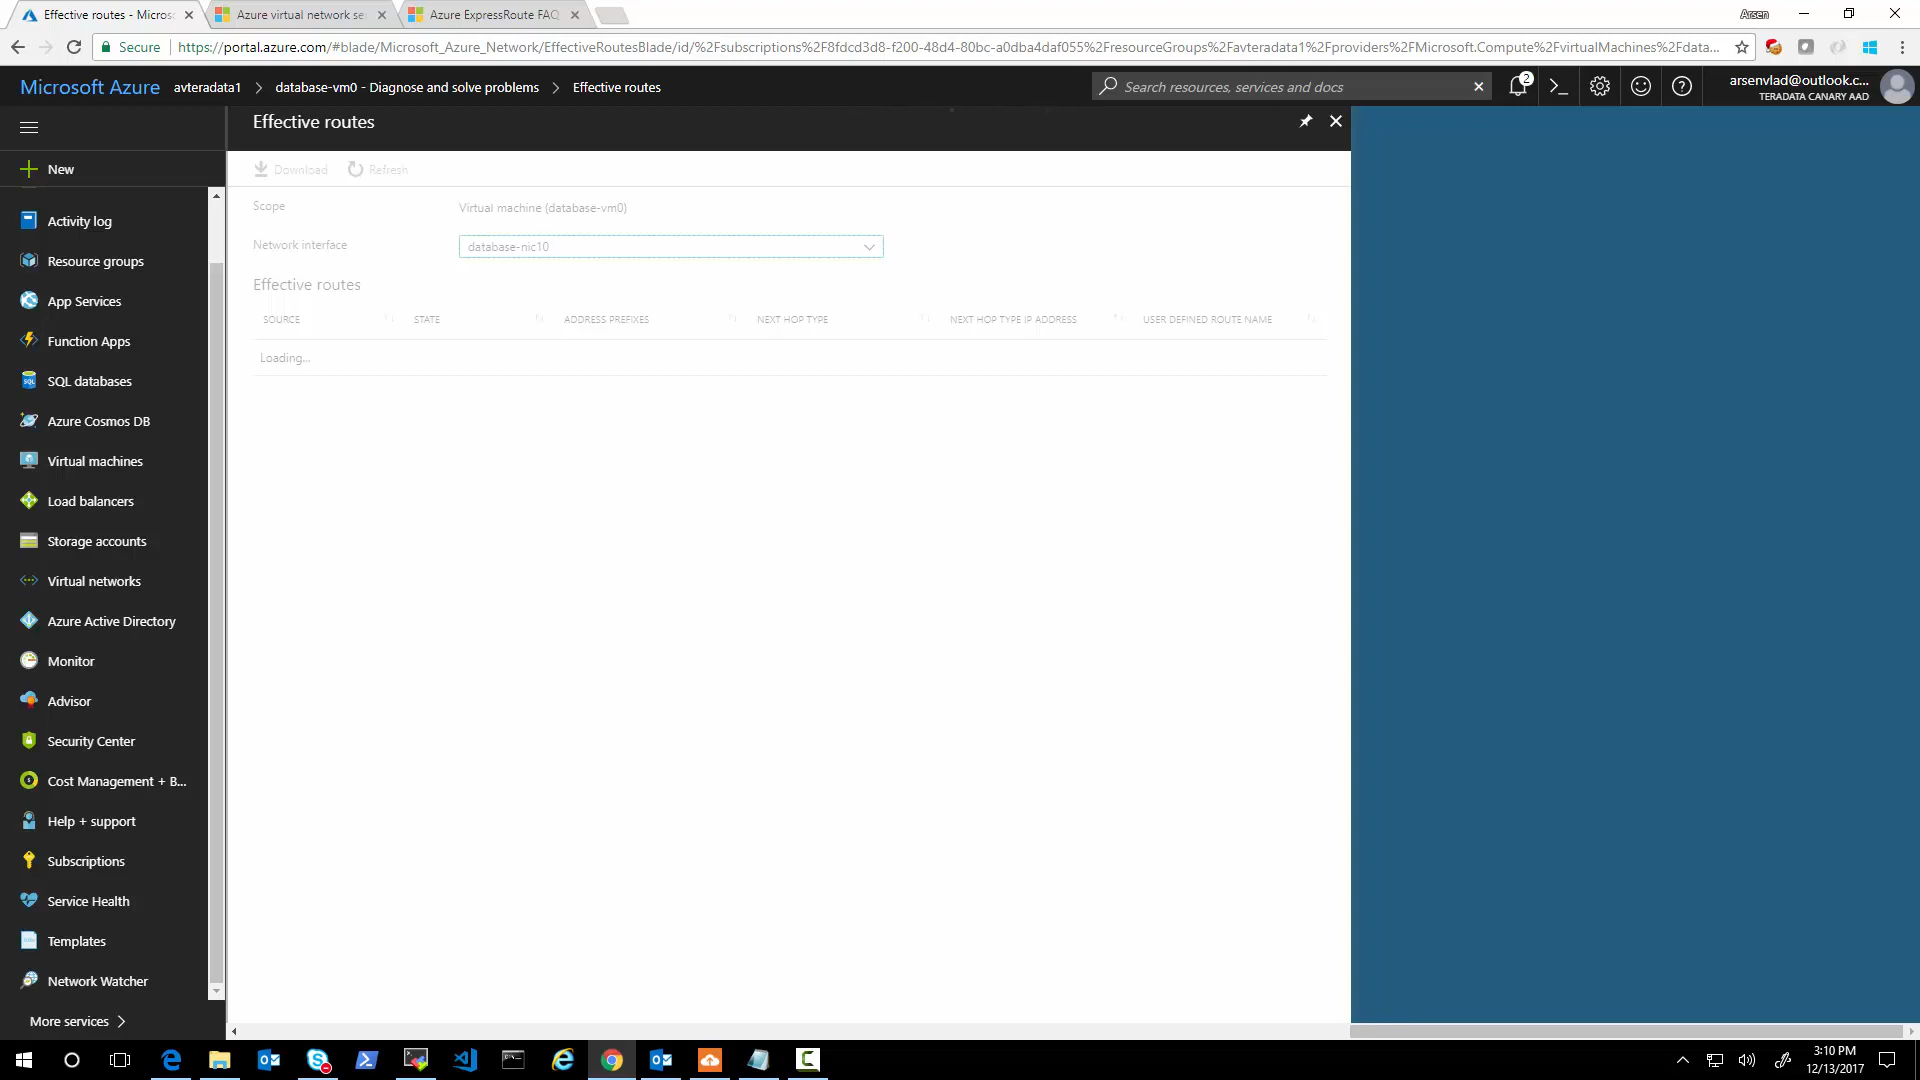 Effective routes - Micros
Azure virtual network se
Azure ExpressRoute FAQ
Arsen
Secure
https://portal.azure.com/#blade/Microsoft_Azure_Network/EffectiveRoutesBlade/id/%2Fsubscriptions%2F8fdcd3d8-f200-48d4-80bc-a0dba4daf055%2FresourceGroups%2Favteradata1%2Fproviders%2FMicrosoft.Compute%2FvirtualMachines%2Fdata...
Microsoft Azure
avteradata1
database-vm0 - Diagnose and solve problems
Effective routes
Search resources, services and docs
2
arsenvlad@outlook.c...
TERADATA CANARY AAD
Effective routes
New
Download
Refresh
Scope
Virtual machine (database-vm0)
Network interface
database-nic10
Effective routes
SOURCE
STATE
ADDRESS PREFIXES
NEXT HOP TYPE
NEXT HOP TYPE IP ADDRESS
USER DEFINED ROUTE NAME
Loading...
Activity log
Resource groups
App Services
Function Apps
SQL databases
Azure Cosmos DB
Virtual machines
Load balancers
Storage accounts
Virtual networks
Azure Active Directory
Monitor
Advisor
Security Center
Cost Management + B...
Help + support
Subscriptions
Service Health
Templates
Network Watcher
More services
3:10 PM
12/13/2017